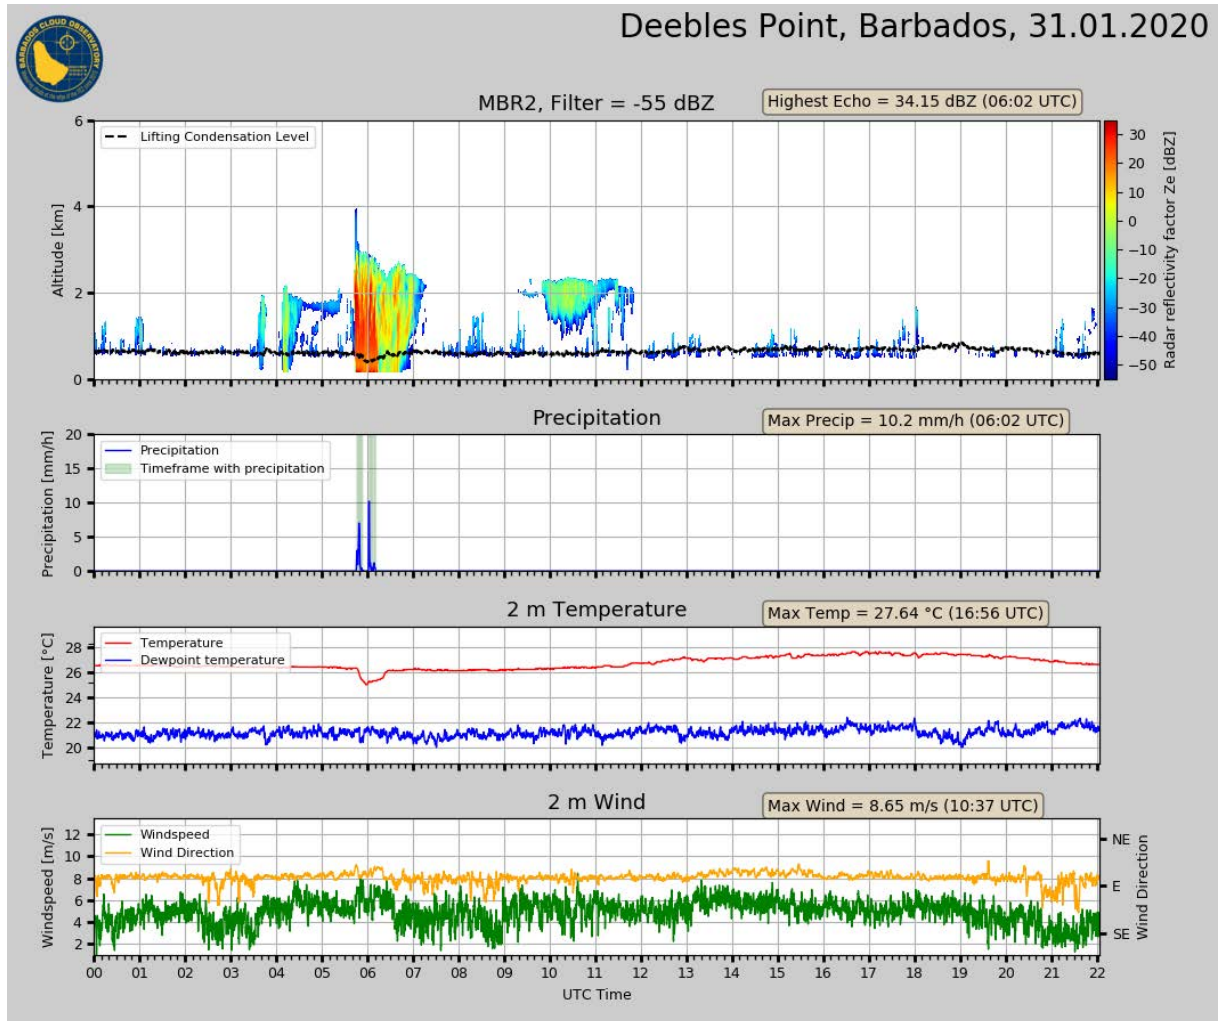 Deebles Point, Barbados, 31.01.2020
BARBADOS CLOUD OBSERVATORY
MBR2, Filter = -55 dBZ
Highest Echo = 34.15 dBZ (06:02 UTC)
Lifting Condensation Level
Altitude [km]
6
4
2
0
30
20
10
0
−10
−20
−30
−40
−50
Radar reflectivity factor Ze [dBZ]
Precipitation
Max Precip = 10.2 mm/h (06:02 UTC)
Precipitation
Timeframe with precipitation
Precipitation [mm/h]
20
15
10
5
0
2 m Temperature
Max Temp = 27.64 °C (16:56 UTC)
Temperature
Dewpoint temperature
Temperature [°C]
28
26
24
22
20
2 m Wind
Max Wind = 8.65 m/s (10:37 UTC)
Windspeed
Wind Direction
Windspeed [m/s]
12
10
8
6
4
2
NE
E
SE
Wind Direction
00 01 02 03 04 05 06 07 08 09 10 11 12 13 14 15 16 17 18 19 20 21 22
UTC Time